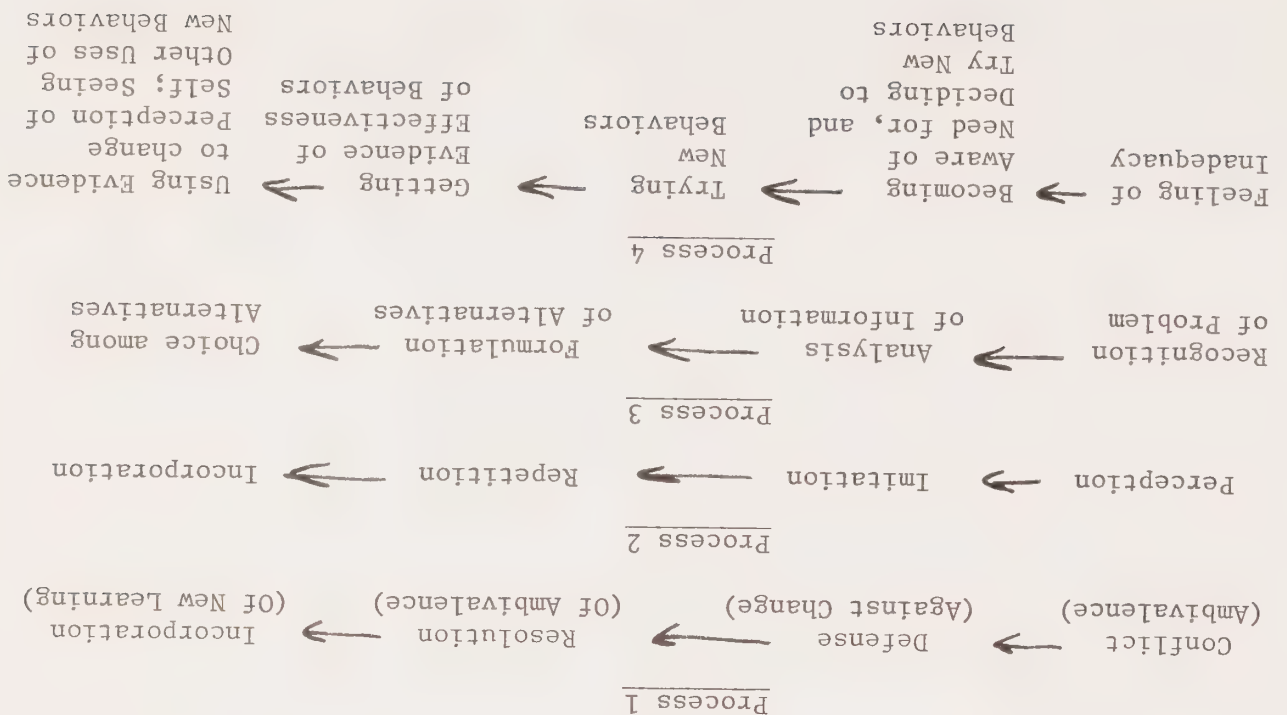 Process 1
Conflict
(Ambivalence)
Defense
(Against Change)
Resolution
(Of Ambivalence)
Incorporation
(Of New Learning)
Process 2
Perception
Imitation
Repetition
Incorporation
Process 3
Recognition
of Problem
Analysis
of Information
Formulation
of Alternatives
Choice among
Alternatives
Process 4
Feeling of
Inadequacy
Becoming
Aware of
Need for, and
Deciding to
Try New
Behaviors
Trying
New
Behaviors
Getting
Evidence of
Effectiveness
of Behaviors
Using Evidence
to change
Perception of
Self; Seeing
Other Uses of
New Behaviors